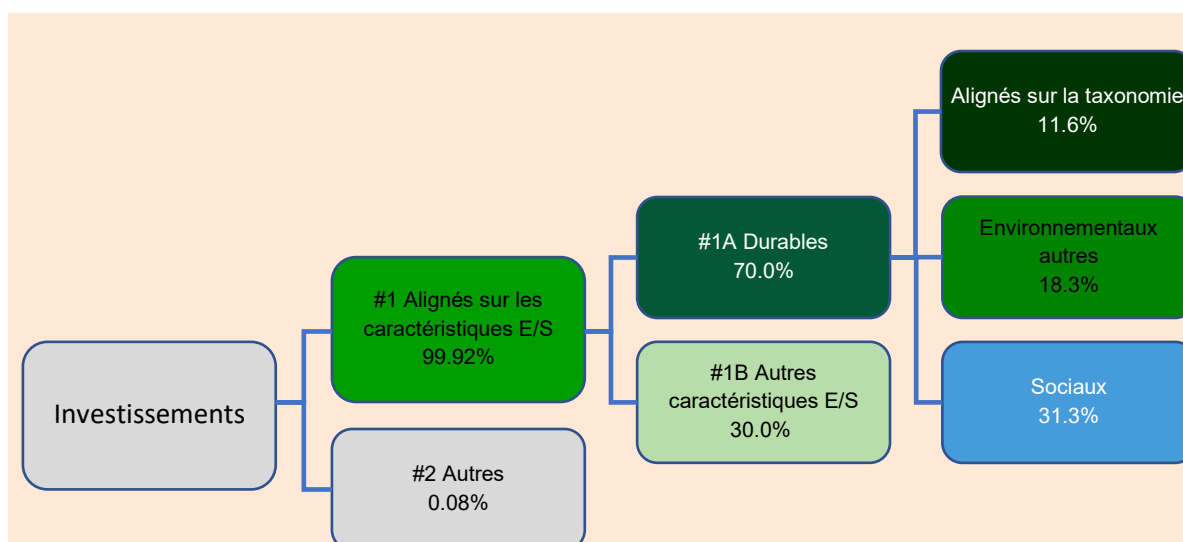 Investissements
#1 Alignés sur les
caractéristiques E/S
99.92%
#2 Autres
0.08%
#1A Durables
70.0%
#1B Autres
caractéristiques E/S
30.0%
Alignés sur la taxonomie
11.6%
Environnementaux
autres
18.3%
Sociaux
31.3%